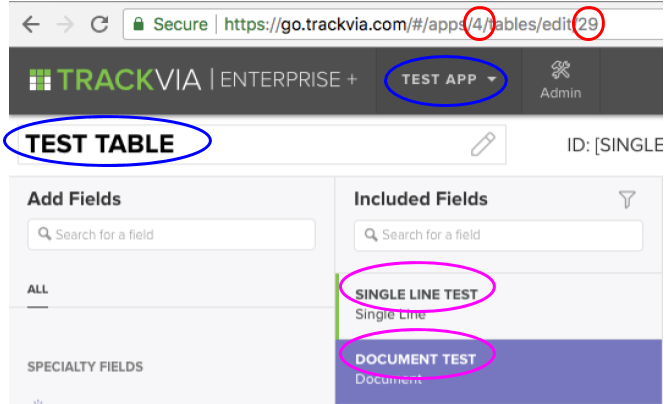 Secure | https://go.trackvia.com/#/apps/4/tables/edit/29
TRACKVIA | ENTERPRISE + TEST APP Admin
TEST TABLE ID: [SINGLE
Add Fields Included Fields
Search for a field Search for a field
ALL
SINGLE LINE TEST
Single Line
SPECIALTY FIELDS DOCUMENT TEST
Document